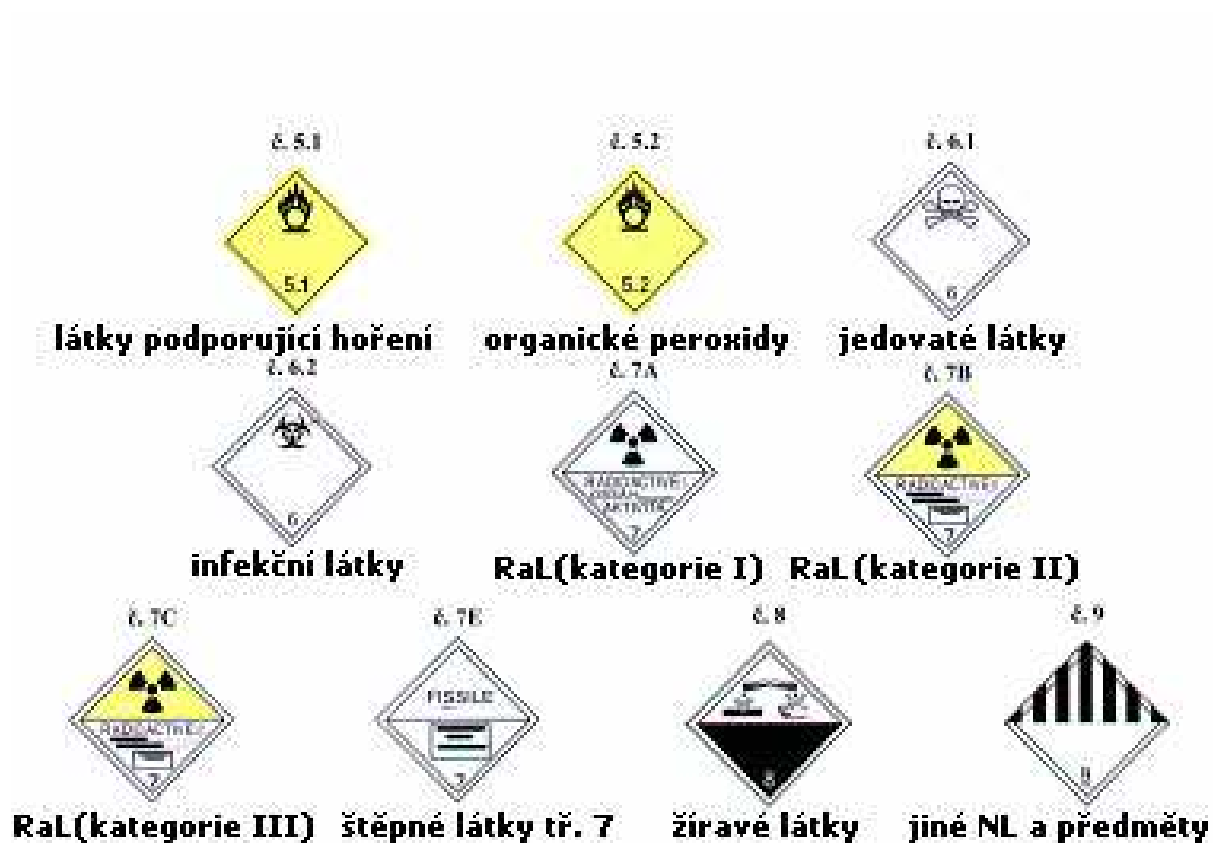 č. 5.1 č. 5.2 č. 6.1
5.1 5.2 6
látky podporující hoření organické peroxidy jedovaté látky
č. 6.2 č. 7A č. 7B
RADIOACTIVE I RADIOACTIVE II
6 7 7
infekční látky RaL(kategorie I) RaL(kategorie II)
č. 7C č. 7E č. 8 č. 9
FISSILE
RADIOACTIVE
7 7 8 9
RaL(kategorie III) štěpné látky tř. 7 žíravé látky jiné NL a předměty